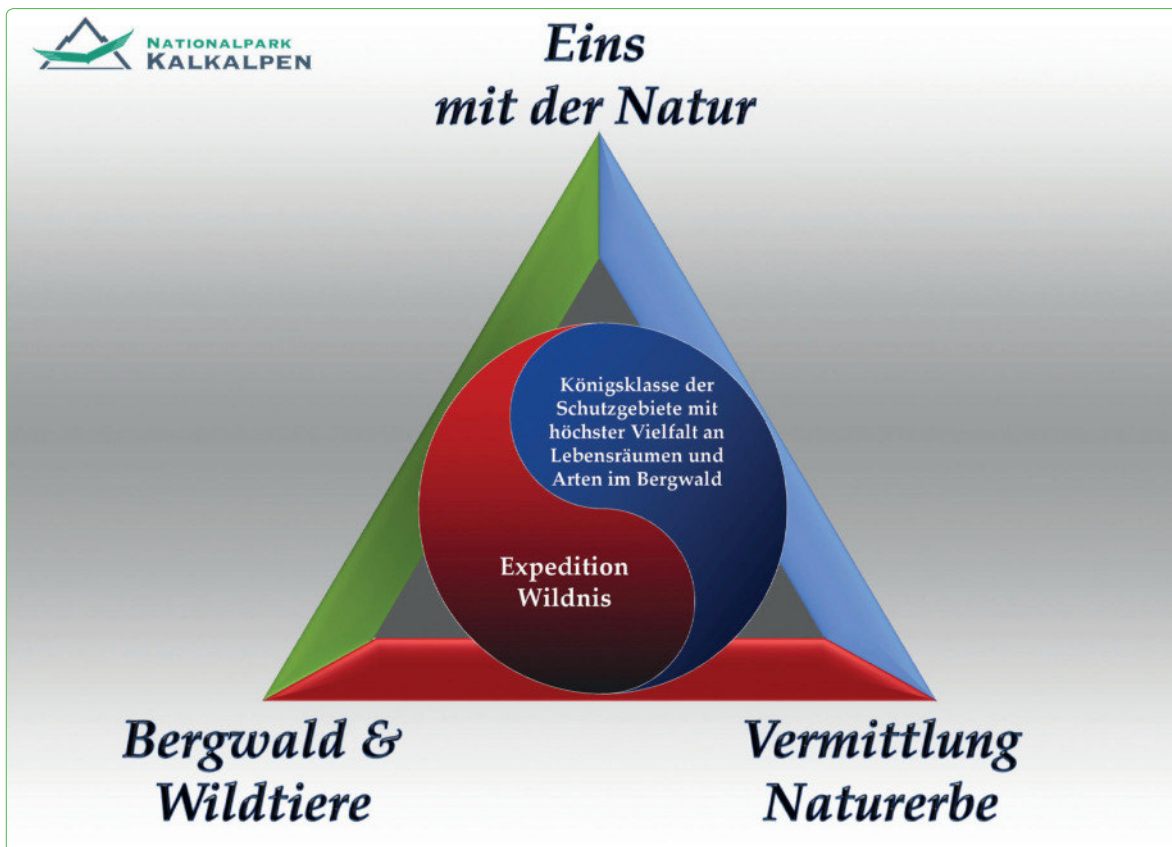 NATIONALPARK
KALKALPEN
Eins
mit der Natur
Königsklasse der
Schutzgebiete mit
höchster Vielfalt an
Lebensräumen und
Arten im Bergwald
Expedition
Wildnis
Bergwald &
Wildtiere
Vermittlung
Naturerbe